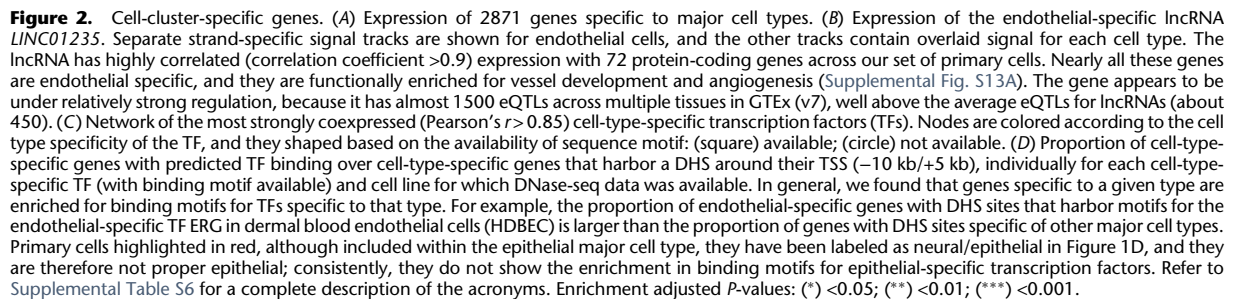 Figure 2. Cell-cluster-specific genes. (A) Expression of 2871 genes specific to major cell types. (B) Expression of the endothelial-specific lncRNA
LINC01235. Separate strand-specific signal tracks are shown for endothelial cells, and the other tracks contain overlaid signal for each cell type. The
lncRNA has highly correlated (correlation coefficient >0.9) expression with 72 protein-coding genes across our set of primary cells. Nearly all these genes
are endothelial specific, and they are functionally enriched for vessel development and angiogenesis (Supplemental Fig. S13A). The gene appears to be
under relatively strong regulation, because it has almost 1500 eQTLs across multiple tissues in GTEx (v7), well above the average eQTLs for lncRNAs (about
450). (C) Network of the most strongly coexpressed (Pearson's r > 0.85) cell-type-specific transcription factors (TFs). Nodes are colored according to the cell
type specificity of the TF, and they shaped based on the availability of sequence motif: (square) available; (circle) not available. (D) Proportion of cell-type-
specific genes with predicted TF binding over cell-type-specific genes that harbor a DHS around their TSS (−10 kb/+5 kb), individually for each cell-type-
specific TF (with binding motif available) and cell line for which DNase-seq data was available. In general, we found that genes specific to a given type are
enriched for binding motifs for TFs specific to that type. For example, the proportion of endothelial-specific genes with DHS sites that harbor motifs for the
endothelial-specific TF ERG in dermal blood endothelial cells (HDBEC) is larger than the proportion of genes with DHS sites specific of other major cell types.
Primary cells highlighted in red, although included within the epithelial major cell type, they have been labeled as neural/epithelial in Figure 1D, and they
are therefore not proper epithelial; consistently, they do not show the enrichment in binding motifs for epithelial-specific transcription factors. Refer to
Supplemental Table S6 for a complete description of the acronyms. Enrichment adjusted P-values: (*) <0.05; (**) <0.01; (***) <0.001.